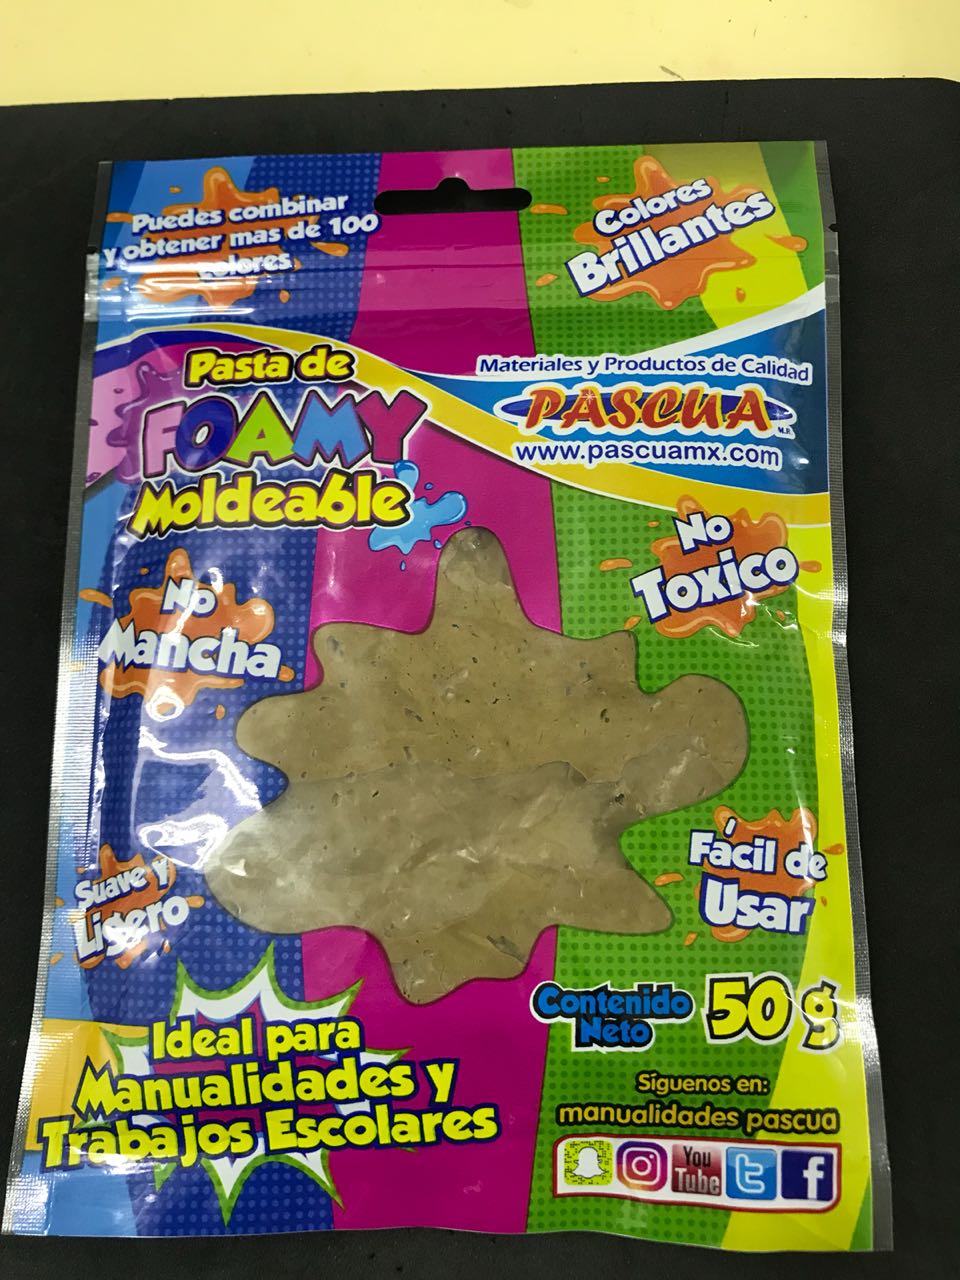 Puedes combinar
y obtener mas de 100
colores
Colores
Brillantes
Pasta de
FOAMY
Moldeable
Materiales y Productos de Calidad
PASCUA
M.R.
www.pascuamx.com
No
Toxico
No
Mancha
Fácil de
Usar
Suave y
Ligero
Contenido
Neto
50 g
Ideal para
Manualidades y
Trabajos Escolares
Síguenos en:
manualidades pascua
You
Tube
t
f